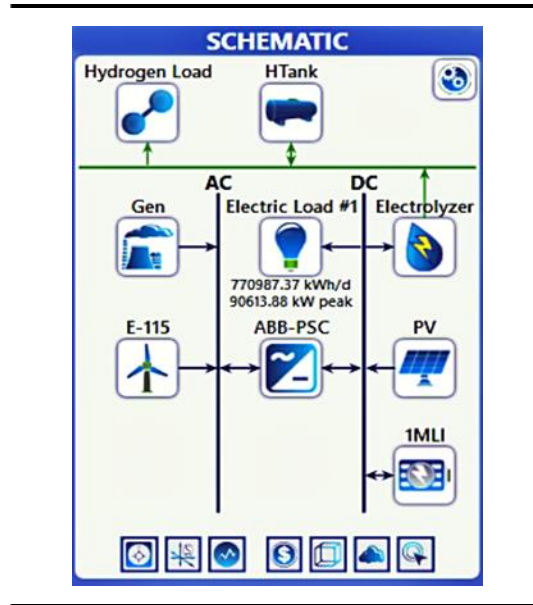 SCHEMATIC
Hydrogen Load HTank
AC DC
Gen Electric Load #1 Electrolyzer
770987.37 kWh/d
90613.88 kW peak
E-115 ABB-PSC PV
1MLI